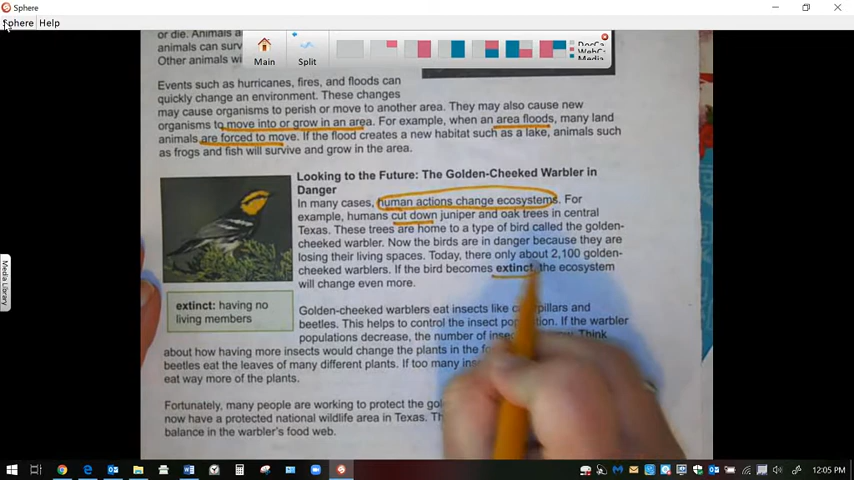 Sphere
Sphere Help
Main
Split
DocCa
WebC
Media
or die. Animals a
animals can surv
Other animals wi
Events such as hurricanes, fires, and floods can
quickly change an environment. These changes
may cause organisms to perish or move to another area. They may also cause new
organisms to move into or grow in an area. For example, when an area floods, many land
animals are forced to move. If the flood creates a new habitat such as a lake, animals such
as frogs and fish will survive and grow in the area.
Looking to the Future: The Golden-Cheeked Warbler in
Danger
In many cases, human actions change ecosystems. For
example, humans cut down juniper and oak trees in central
Texas. These trees are home to a type of bird called the golden-
cheeked warbler. Now the birds are in danger because they are
losing their living spaces. Today, there only about 2,100 golden-
cheeked warblers. If the bird becomes extinct, the ecosystem
will change even more.
extinct: having no
living members
Golden-cheeked warblers eat insects like caterpillars and
beetles. This helps to control the insect population. If the warbler
populations decrease, the number of insects Think
about how having more insects would change the plants in the fo
beetles eat the leaves of many different plants. If too many ins
eat way more of the plants.
Fortunately, many people are working to protect the gol
now have a protected national wildlife area in Texas. Th
balance in the warbler's food web.
Media Library
12:05 PM